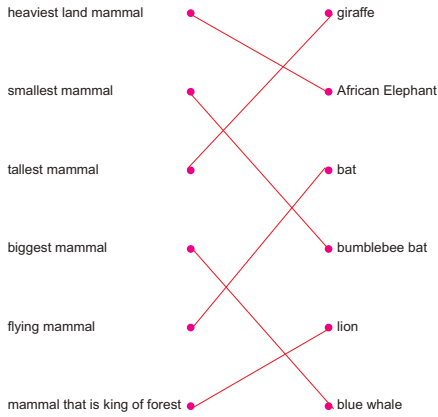 heaviest land mammal
giraffe
smallest mammal
African Elephant
tallest mammal
bat
biggest mammal
bumblebee bat
flying mammal
lion
mammal that is king of forest
blue whale